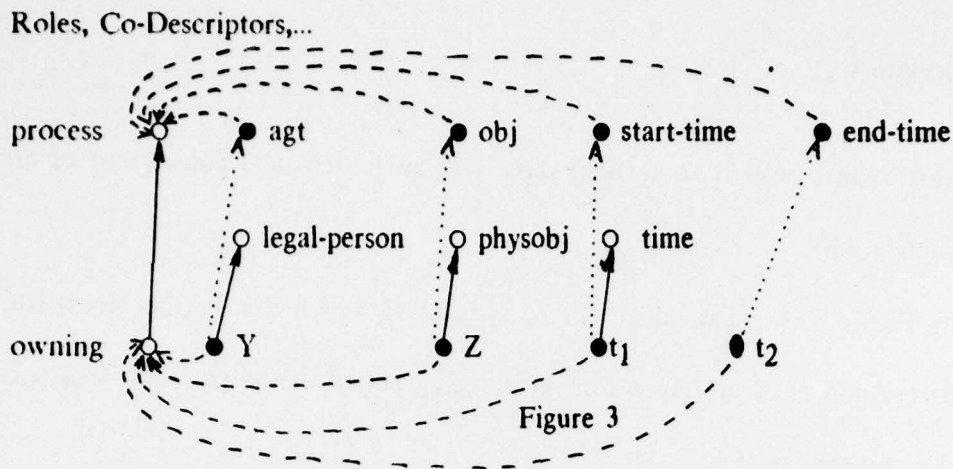 Roles, Co-Descriptors,...
process agt obj start-time end-time
legal-person physobj time
owning Y Z t₁ t₂
Figure 3